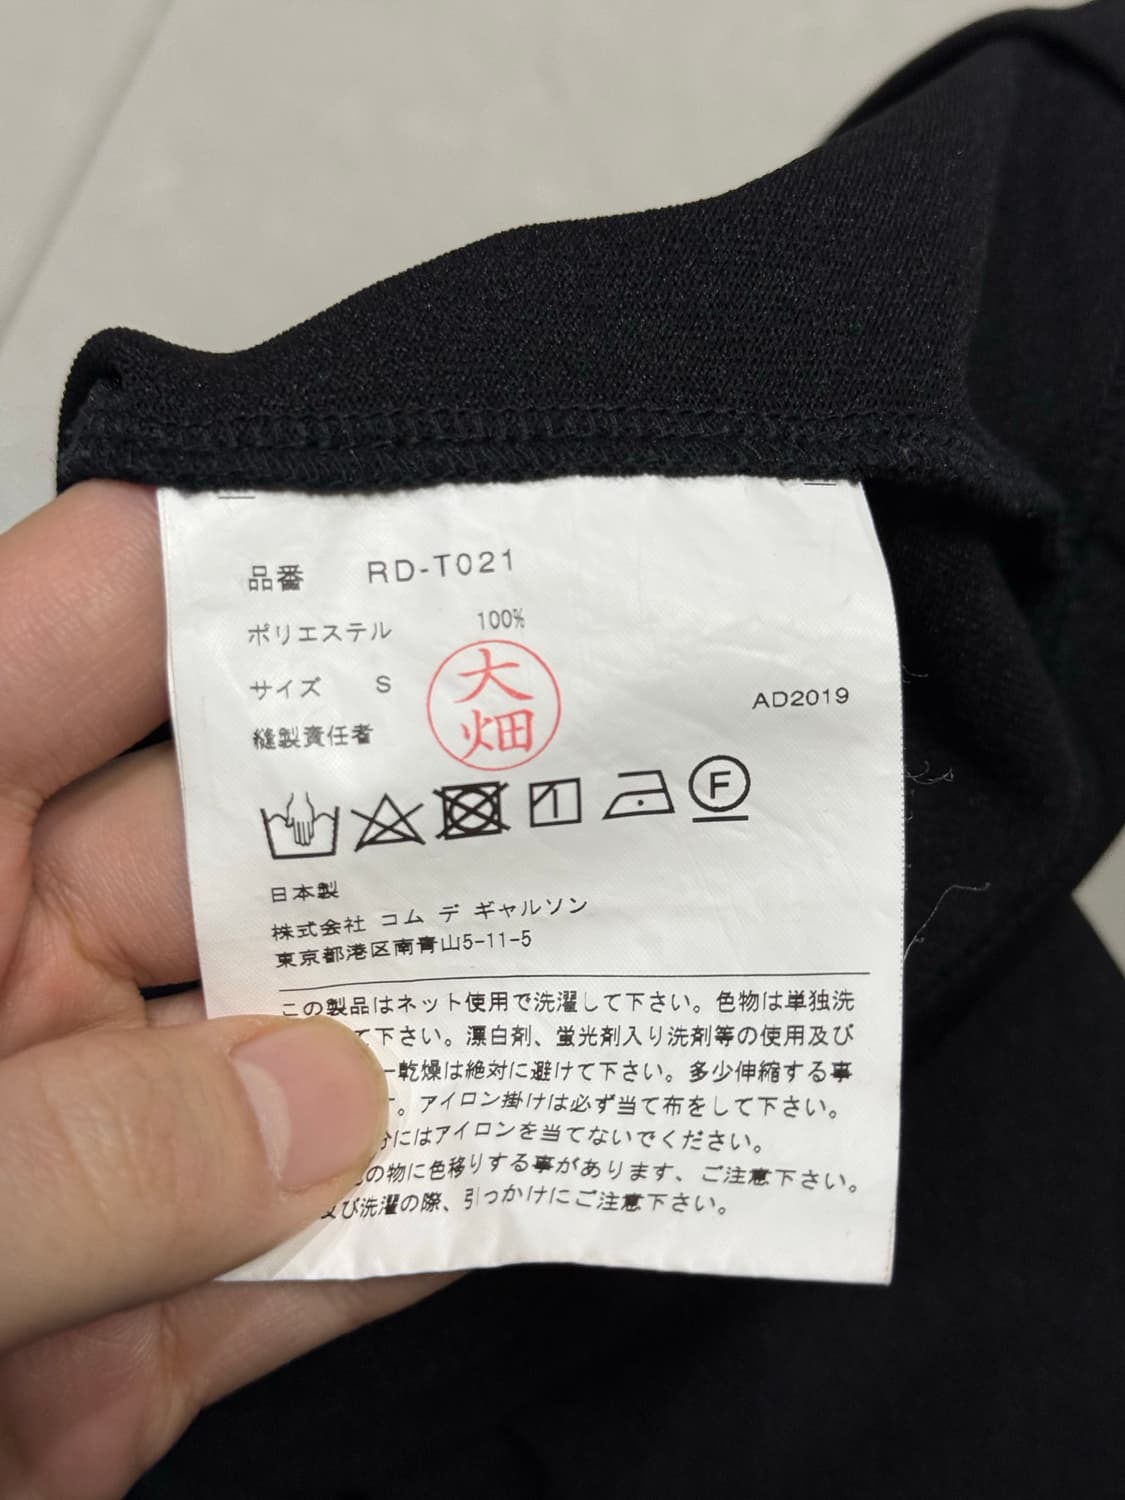 品番 RD-T021
ポリエステル 100%
サイズ S
縫製責任者 大畑
AD2019
F
日本製
株式会社 コム デ ギャルソン
東京都港区南青山5-11-5
この製品はネット使用で洗濯して下さい。色物は単独洗
て下さい。漂白剤、蛍光剤入り洗剤等の使用及び
ー乾燥は絶対に避けて下さい。多少伸縮する事
。アイロン掛けは必ず当て布をして下さい。
分にはアイロンを当てないでください。
の物に色移りする事があります、ご注意下さい。
及び洗濯の際、引っかけにご注意下さい。